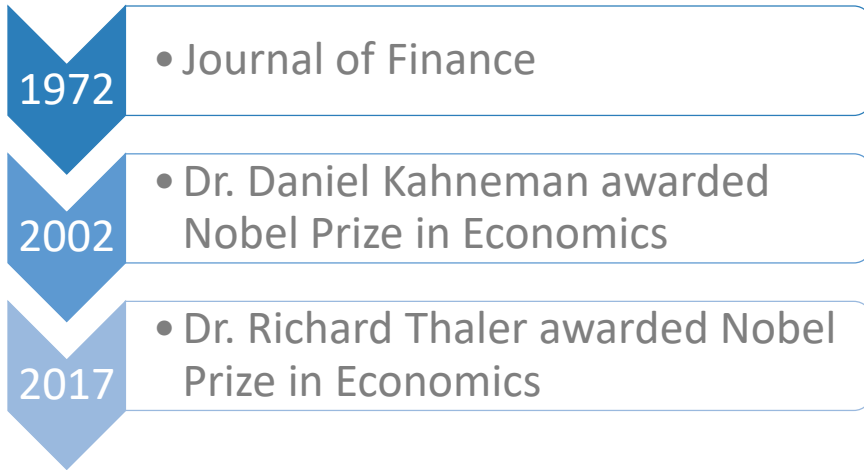 1972
• Journal of Finance
2002
• Dr. Daniel Kahneman awarded
Nobel Prize in Economics
2017
• Dr. Richard Thaler awarded Nobel
Prize in Economics